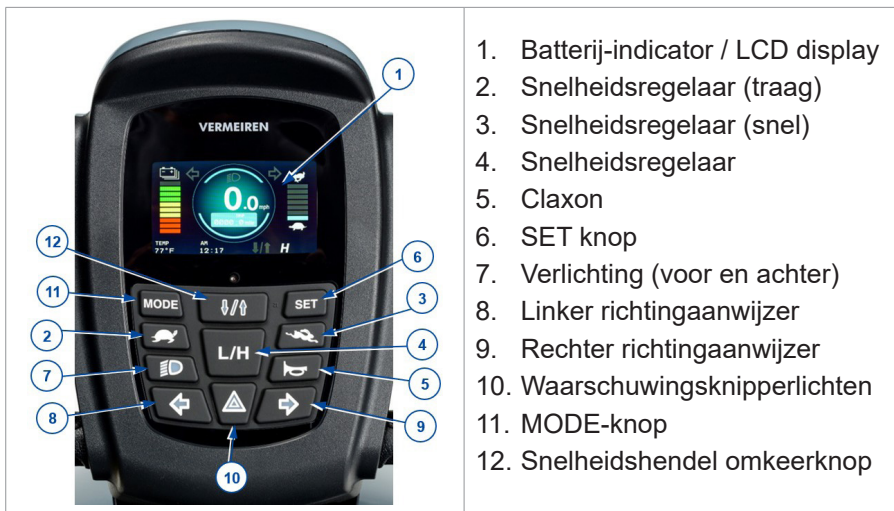 1
VERMEIREN
0.0 mph
TEMP
77°F
AM
12:17
H
12
11
2
7
8
10
6
3
4
5
9
MODE
SET
L/H
1. Batterij-indicator / LCD display
2. Snelheidsregelaar (traag)
3. Snelheidsregelaar (snel)
4. Snelheidsregelaar
5. Claxon
6. SET knop
7. Verlichting (voor en achter)
8. Linker richtingaanwijzer
9. Rechter richtingaanwijzer
10. Waarschuwingsknipperlichten
11. MODE-knop
12. Snelheidshendel omkeerknop